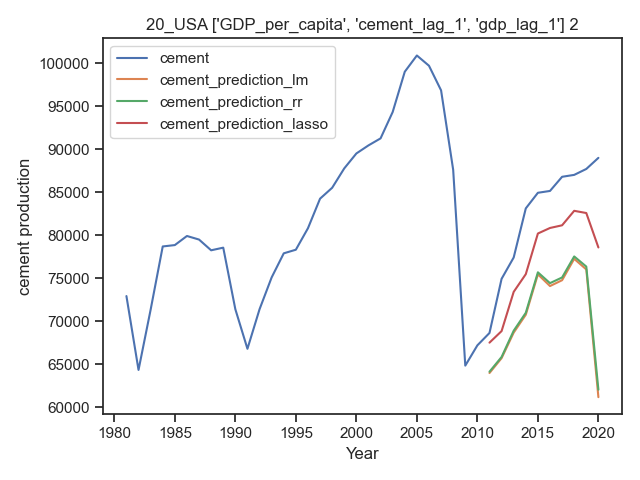 20_USA ['GDP_per_capita', 'cement_lag_1', 'gdp_lag_1'] 2
cement
cement_prediction_lm
cement_prediction_rr
cement_prediction_lasso
cement production
100000
95000
90000
85000
80000
75000
70000
65000
60000
1980 1985 1990 1995 2000 2005 2010 2015 2020
Year